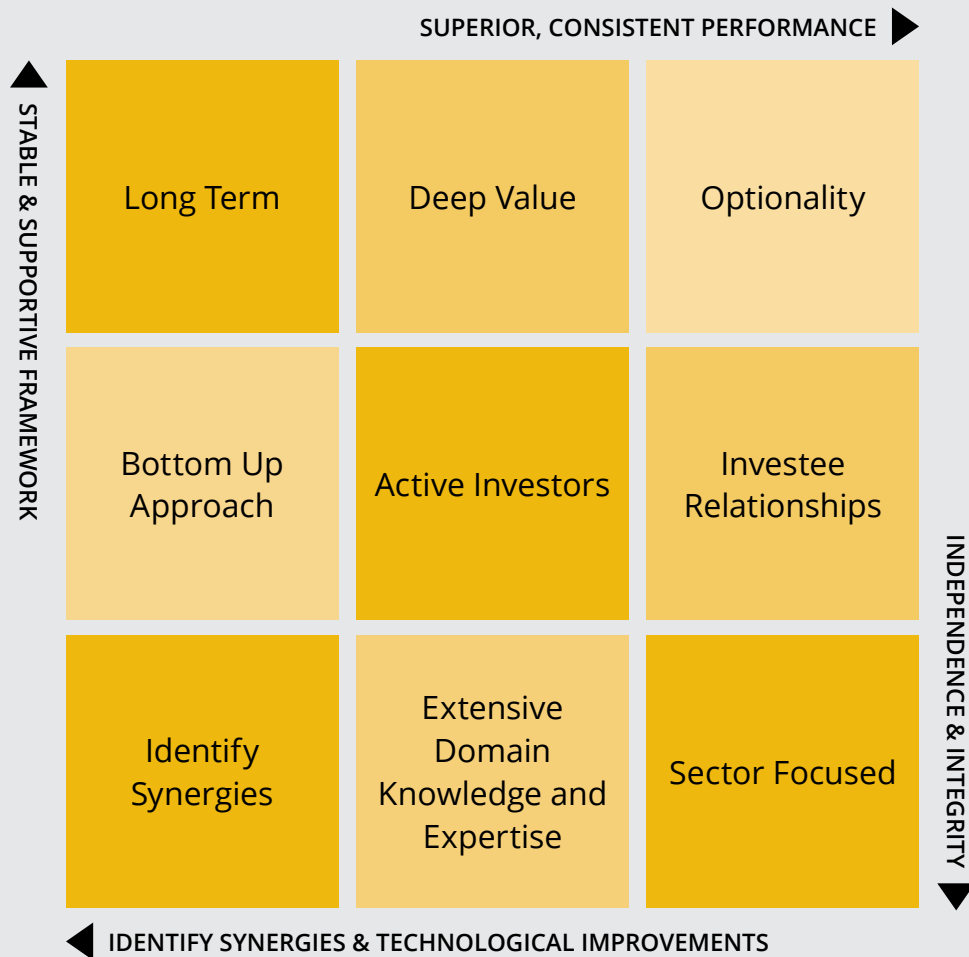 SUPERIOR, CONSISTENT PERFORMANCE
STABLE & SUPPORTIVE FRAMEWORK
Long Term
Deep Value
Optionality
Bottom Up
Approach
Active Investors
Investee
Relationships
Identify
Synergies
Extensive
Domain
Knowledge and
Expertise
Sector Focused
INDEPENDENCE & INTEGRITY
IDENTIFY SYNERGIES & TECHNOLOGICAL IMPROVEMENTS